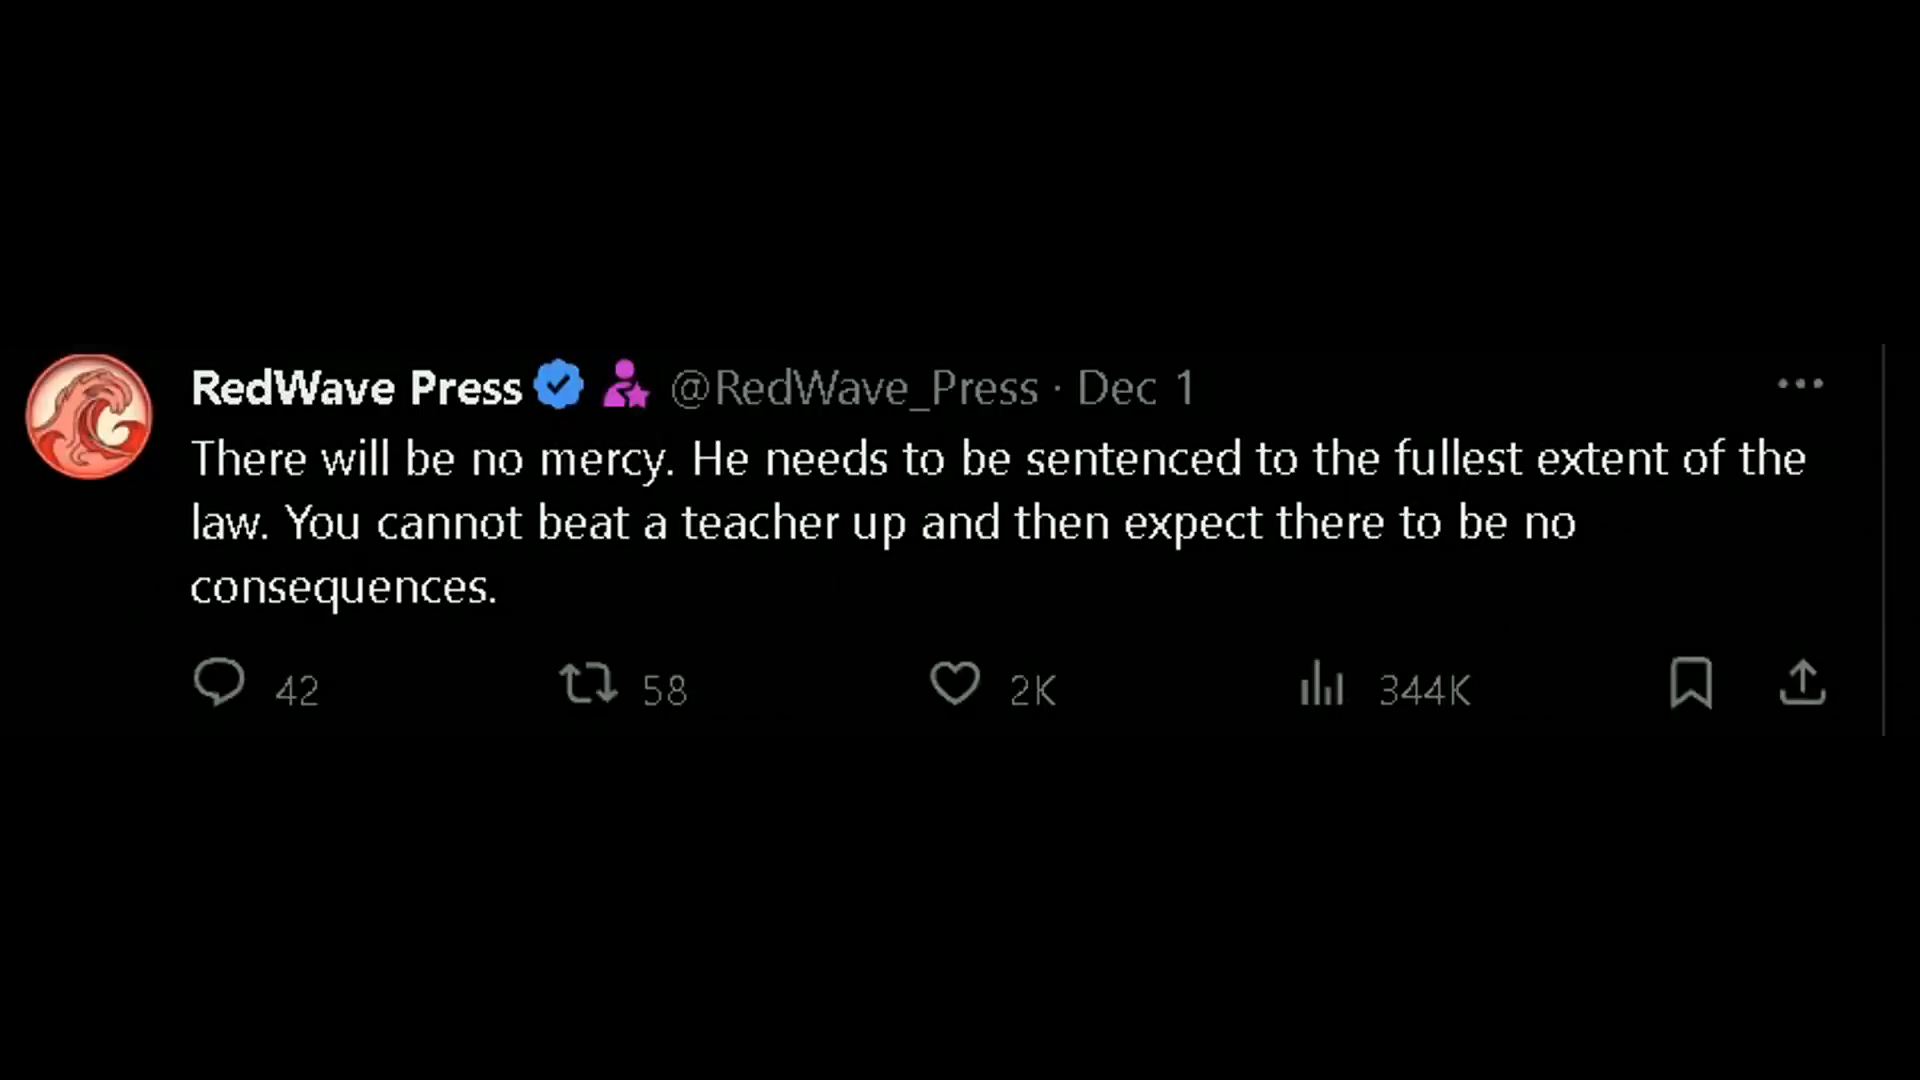 RedWave Press @RedWave_Press · Dec 1
There will be no mercy. He needs to be sentenced to the fullest extent of the
law. You cannot beat a teacher up and then expect there to be no
consequences.
42 58 2K 344K